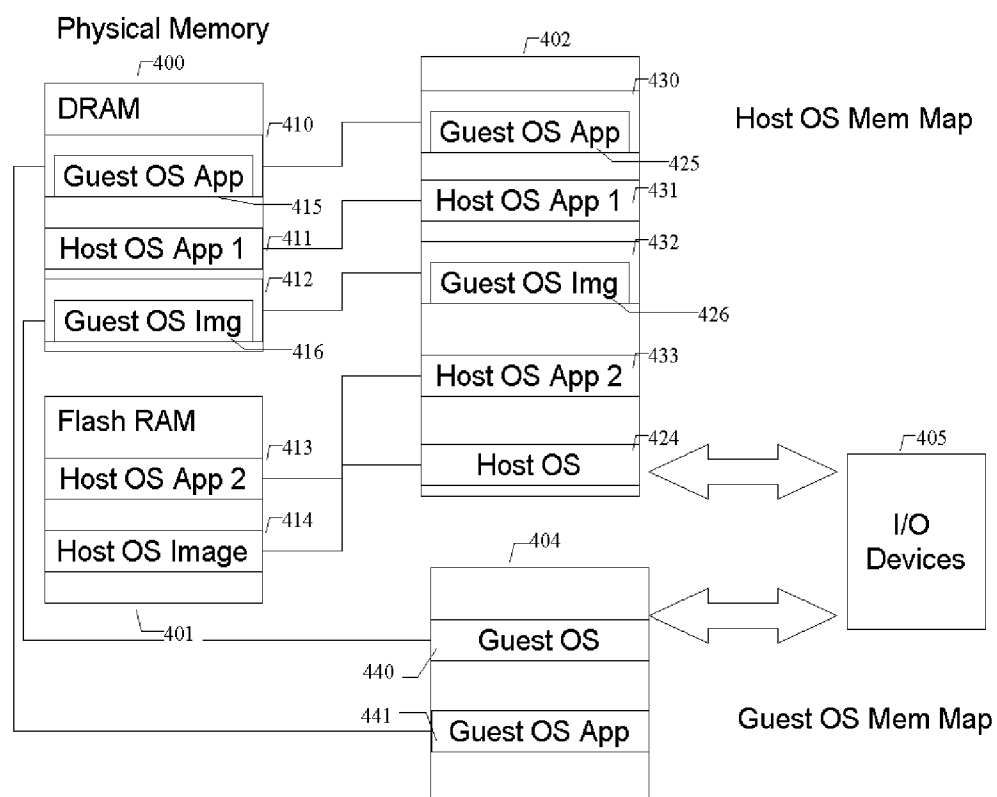 Physical Memory
400
DRAM
410
Guest OS App
415
Host OS App 1
411
412
Guest OS Img
416
Flash RAM
413
Host OS App 2
414
Host OS Image
401
402
430
Guest OS App
425
Host OS App 1
431
432
Guest OS Img
426
433
Host OS App 2
424
Host OS
Host OS Mem Map
405
I/O
Devices
404
Guest OS
440
441
Guest OS App
Guest OS Mem Map